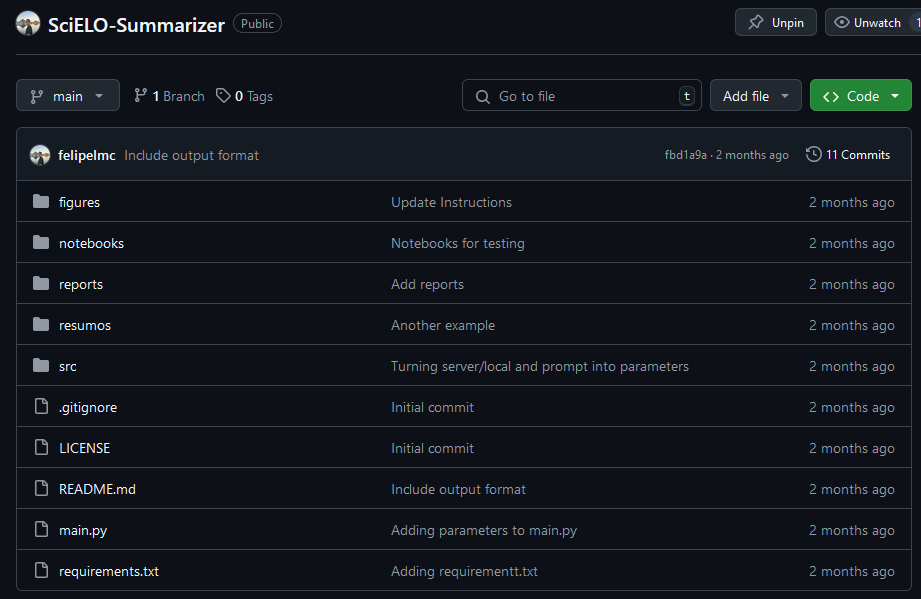 SciELO-Summarizer Public Unpin Unwatch 1
main 1 Branch 0 Tags Go to file t Add file Code
felipelmc Include output format fbd1a9a · 2 months ago 11 Commits
figures Update Instructions 2 months ago
notebooks Notebooks for testing 2 months ago
reports Add reports 2 months ago
resumos Another example 2 months ago
src Turning server/local and prompt into parameters 2 months ago
.gitignore Initial commit 2 months ago
LICENSE Initial commit 2 months ago
README.md Include output format 2 months ago
main.py Adding parameters to main.py 2 months ago
requirements.txt Adding requirementt.txt 2 months ago